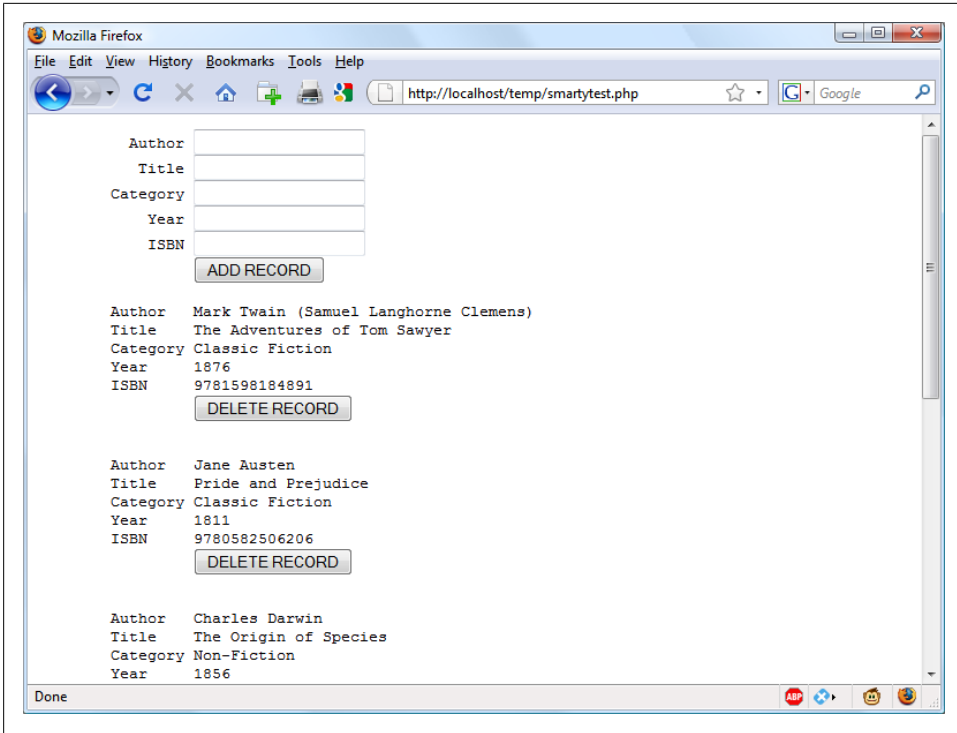 Mozilla Firefox
File Edit View History Bookmarks Tools Help
http://localhost/temp/smartytest.php
G Google
Author
Title
Category
Year
ISBN
ADD RECORD
Author Mark Twain (Samuel Langhorne Clemens)
Title The Adventures of Tom Sawyer
Category Classic Fiction
Year 1876
ISBN 9781598184891
DELETE RECORD
Author Jane Austen
Title Pride and Prejudice
Category Classic Fiction
Year 1811
ISBN 9780582506206
DELETE RECORD
Author Charles Darwin
Title The Origin of Species
Category Non-Fiction
Year 1856
Done
ABP